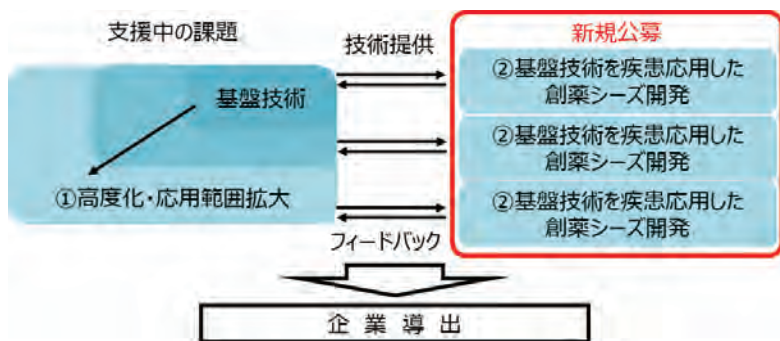 支援中の課題
技術提供
新規公募
基盤技術
①高度化・応用範囲拡大
②基盤技術を疾患応用した
創薬シーズ開発
②基盤技術を疾患応用した
創薬シーズ開発
②基盤技術を疾患応用した
創薬シーズ開発
フィードバック
企業導出